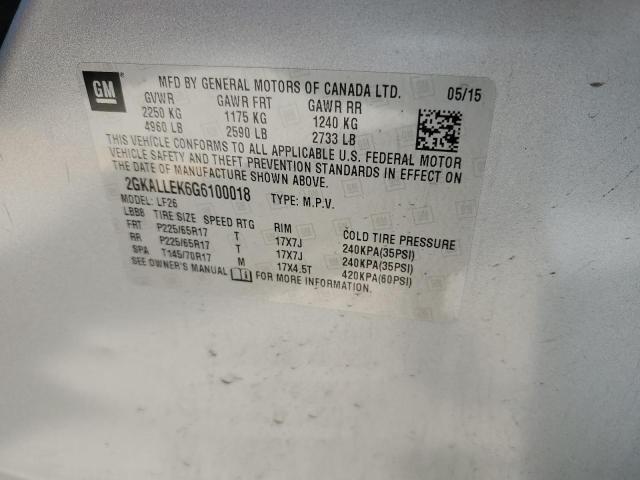 GM
MFD BY GENERAL MOTORS OF CANADA LTD. 05/15
GVWR GAWR FRT GAWR RR
2250 KG 1175 KG 1240 KG
4960 LB 2590 LB 2733 LB
THIS VEHICLE CONFORMS TO ALL APPLICABLE U.S. FEDERAL MOTOR
VEHICLE SAFETY AND THEFT PREVENTION STANDARDS IN EFFECT ON
THE DATE OF MANUFACTURE SHOWN ABOVE.
2GKALLEK6G6100018 TYPE: M.P.V.
MODEL: LF26
LBBB TIRE SIZE SPEED RTG RIM COLD TIRE PRESSURE
FRT P225/65R17 T 17X7J 240KPA(35PSI)
RR P225/65R17 T 17X7J 240KPA(35PSI)
SPA T145/70R17 M 17X4.5T 420KPA(60PSI)
SEE OWNER'S MANUAL FOR MORE INFORMATION.